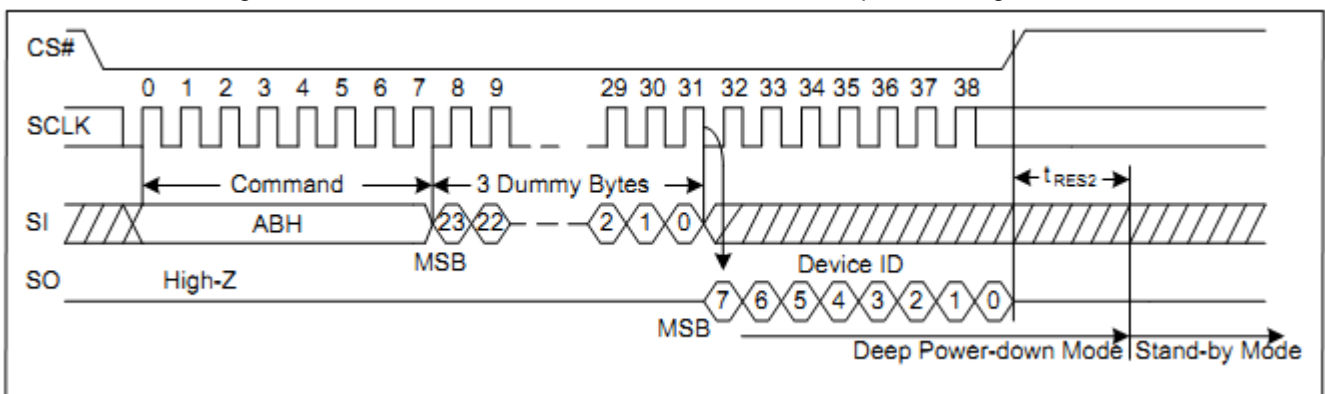 CS#
0 1 2 3 4 5 6 7 8 9 29 30 31 32 33 34 35 36 37 38
SCLK
Command 3 Dummy Bytes tRES2
SI ABH 23 22 2 1 0
MSB Device ID
SO High-Z
7 6 5 4 3 2 1 0
MSB
Deep Power-down Mode Stand-by Mode